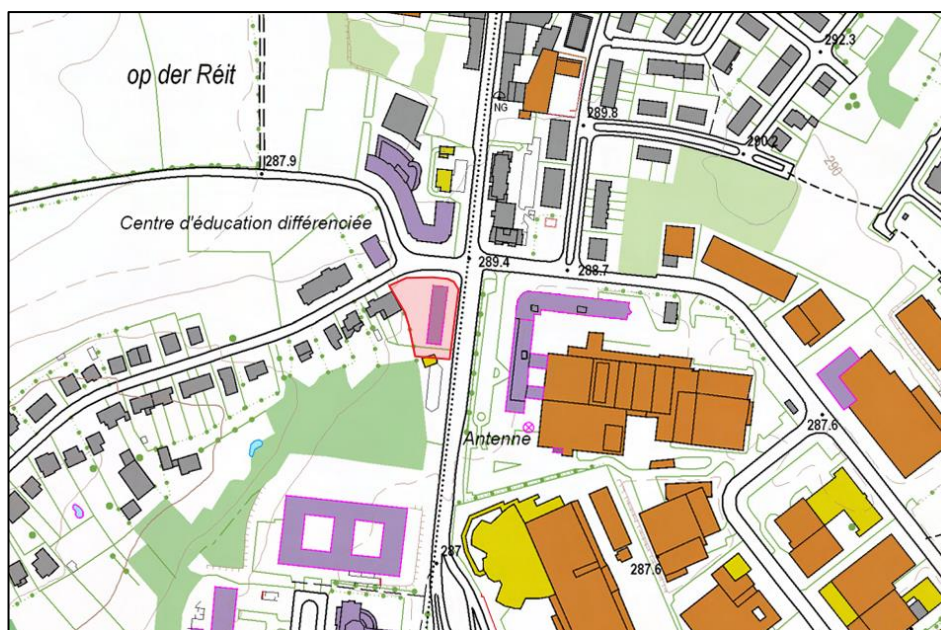 292.3
op der Réit
NG
289.8
290.2
287.9
290
Centre d'éducation différenciée
289.4
288.7
287.6
Antenne
287
287.6